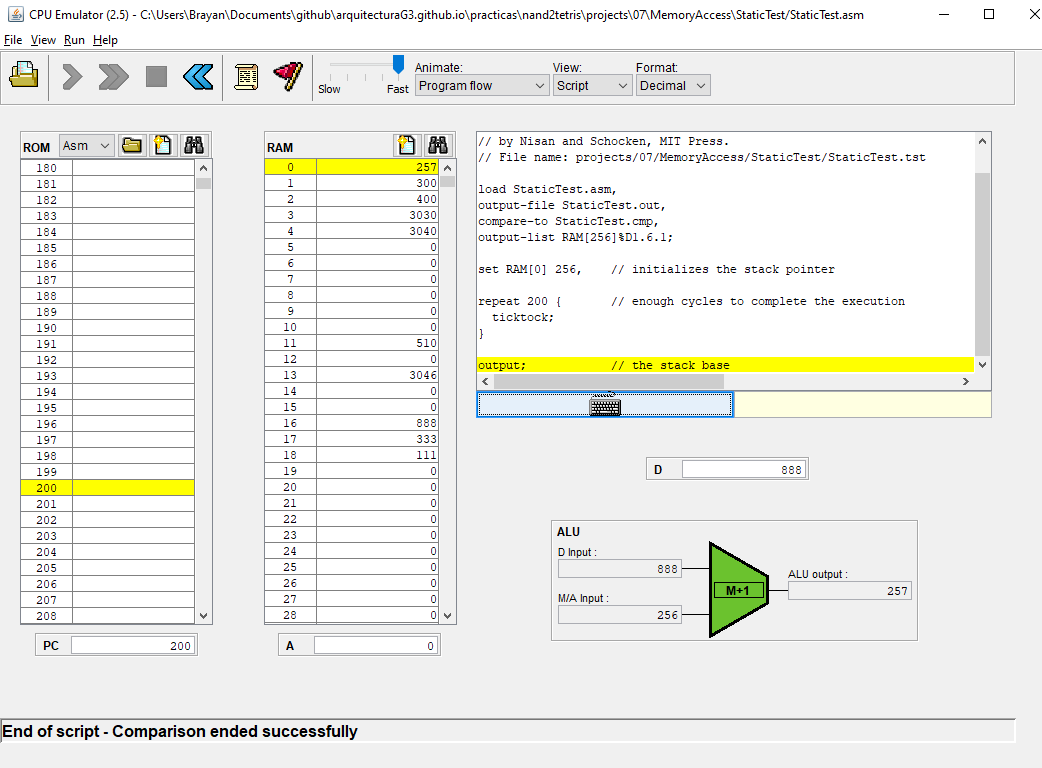 CPU Emulator (2.5) - C:\Users\Brayan\Documents\github\arquitecturaG3.github.io\practicas\nand2tetris\projects\07\MemoryAccess\StaticTest/StaticTest.asm
File View Run Help
Slow Fast
Animate: View: Format:
Program flow Script Decimal
ROM Asm
180
181
182
183
184
185
186
187
188
189
190
191
192
193
194
195
196
197
198
199
200
201
202
203
204
205
206
207
208
PC 200
RAM
0 257
1 300
2 400
3 3030
4 3040
5 0
6 0
7 0
8 0
9 0
10 0
11 510
12 0
13 3046
14 0
15 0
16 888
17 333
18 111
19 0
20 0
21 0
22 0
23 0
24 0
25 0
26 0
27 0
28 0
A 0
// by Nisan and Schocken, MIT Press.
// File name: projects/07/MemoryAccess/StaticTest/StaticTest.tst
load StaticTest.asm,
output-file StaticTest.out,
compare-to StaticTest.cmp,
output-list RAM[256]%D1.6.1;
set RAM[0] 256, // initializes the stack pointer
repeat 200 { // enough cycles to complete the execution
ticktock;
}
output; // the stack base
D 888
ALU
D Input :
888
M/A Input :
256
M+1
ALU output :
257
End of script - Comparison ended successfully